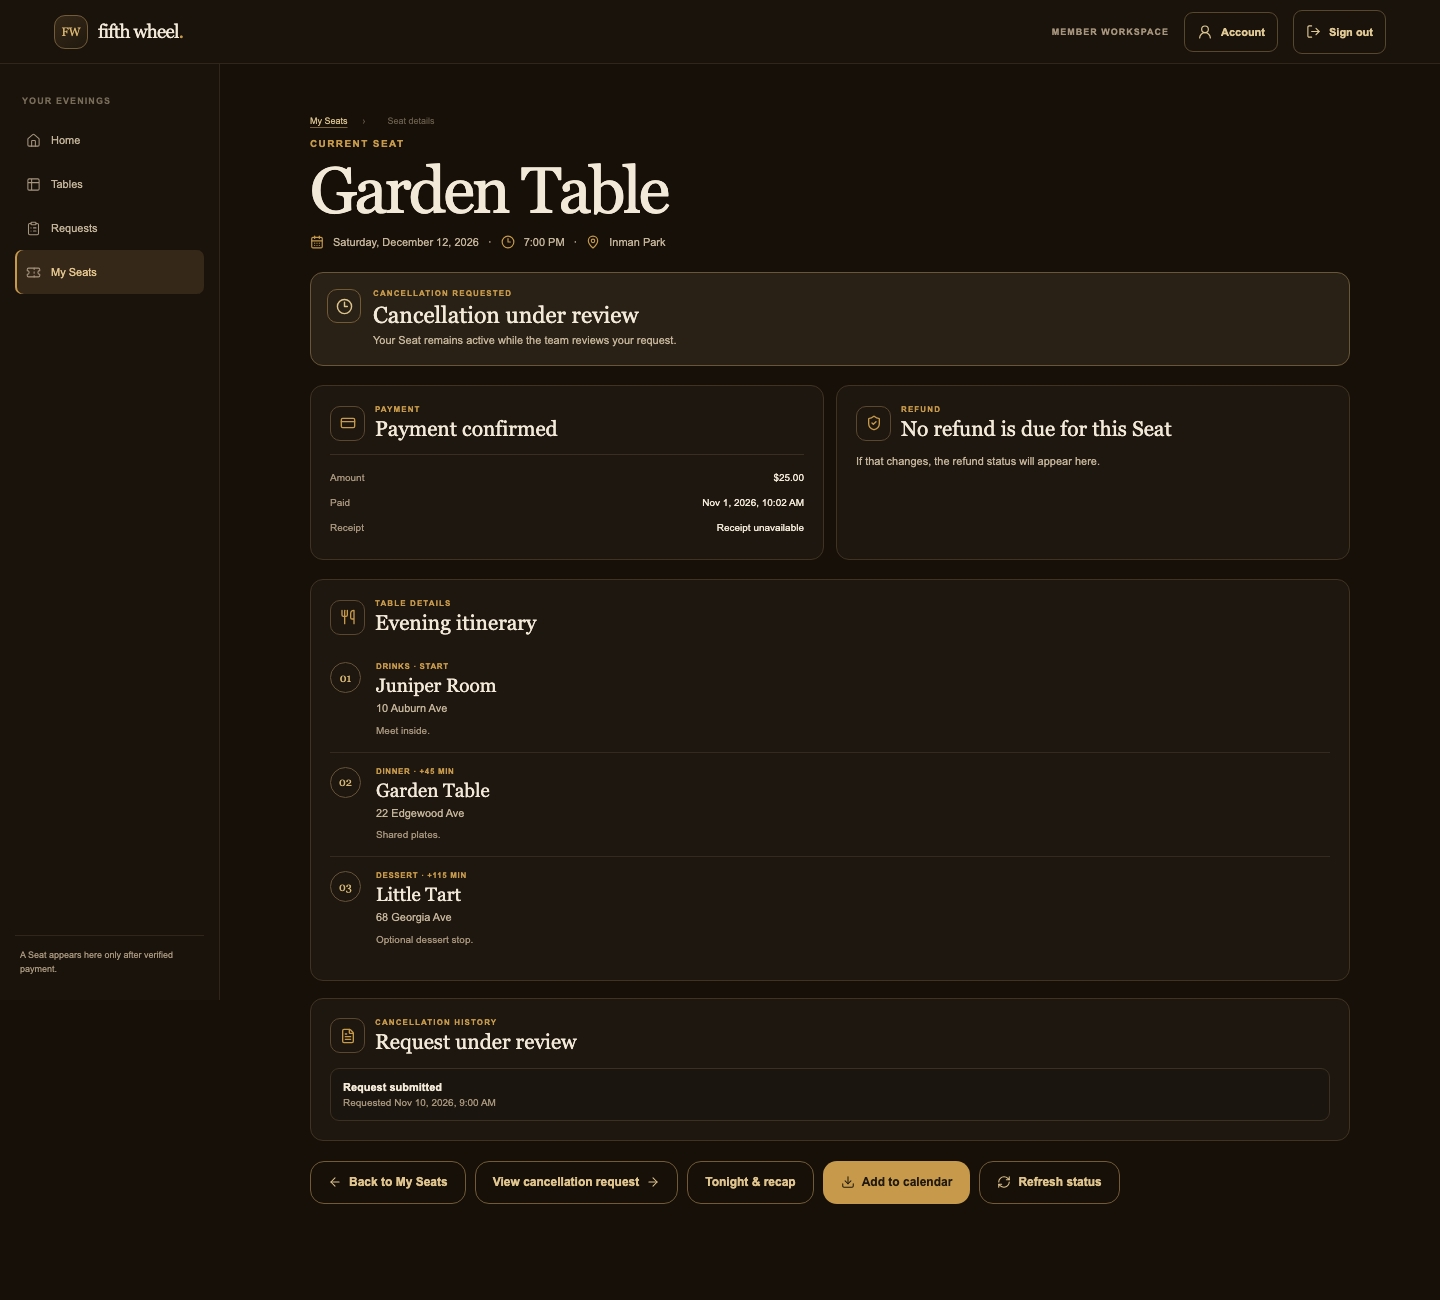 FW
fifth wheel.
MEMBER WORKSPACE
Account
Sign out
YOUR EVENINGS
Home
Tables
Requests
My Seats
A Seat appears here only after verified
payment.
My Seats › Seat details
CURRENT SEAT
Garden Table
Saturday, December 12, 2026 · 7:00 PM · Inman Park
CANCELLATION REQUESTED
Cancellation under review
Your Seat remains active while the team reviews your request.
PAYMENT
Payment confirmed
Amount $25.00
Paid Nov 1, 2026, 10:02 AM
Receipt Receipt unavailable
REFUND
No refund is due for this Seat
If that changes, the refund status will appear here.
TABLE DETAILS
Evening itinerary
01
DRINKS · START
Juniper Room
10 Auburn Ave
Meet inside.
02
DINNER · +45 MIN
Garden Table
22 Edgewood Ave
Shared plates.
03
DESSERT · +115 MIN
Little Tart
68 Georgia Ave
Optional dessert stop.
CANCELLATION HISTORY
Request under review
Request submitted
Requested Nov 10, 2026, 9:00 AM
Back to My Seats
View cancellation request
Tonight & recap
Add to calendar
Refresh status